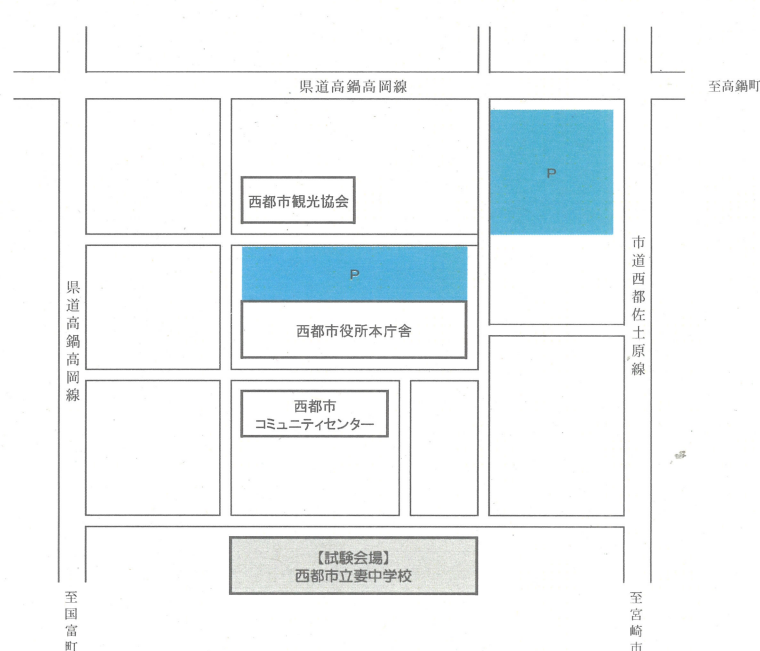 県道高鍋高岡線
至高鍋町
P
西都市観光協会
市道西都佐土原線
P
県道高鍋高岡線
西都市役所本庁舎
西都市
コミュニティセンター
【試験会場】
西都市立妻中学校
至国富町
至宮崎市